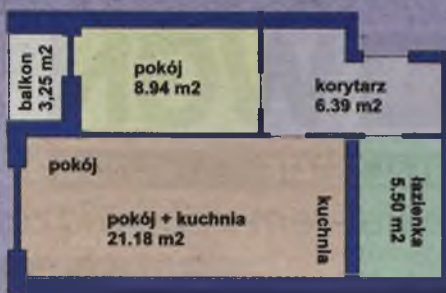 balkon
3,25 m2
pokój
8.94 m2
korytarz
6.39 m2
pokój
pokój + kuchnia
21.18 m2
kuchnia
łazienka
5.50 m2